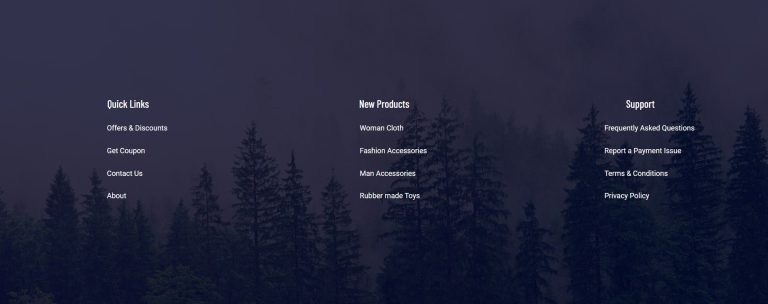 Quick Links
Offers & Discounts
Get Coupon
Contact Us
About
New Products
Woman Cloth
Fashion Accessories
Man Accessories
Rubber made Toys
Support
Frequently Asked Questions
Report a Payment Issue
Terms & Conditions
Privacy Policy